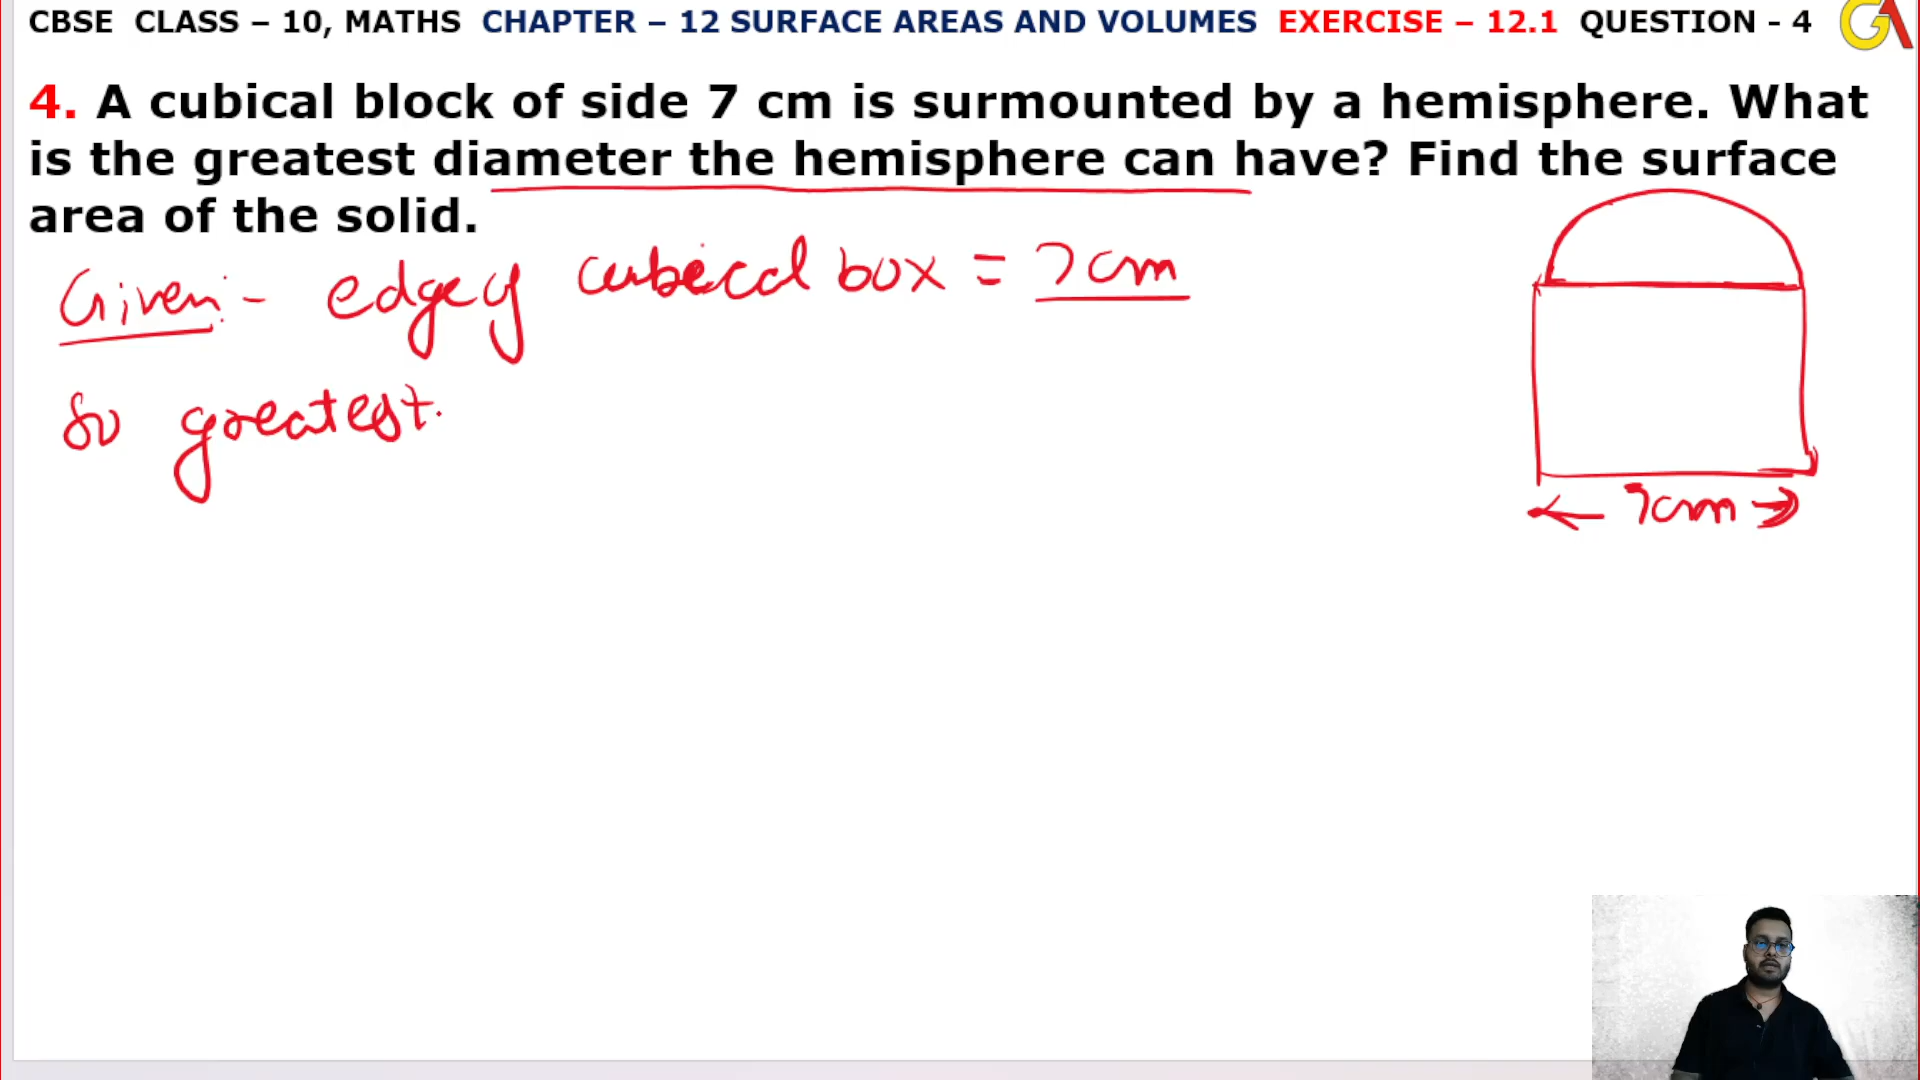 CBSE CLASS – 10, MATHS CHAPTER – 12 SURFACE AREAS AND VOLUMES EXERCISE – 12.1 QUESTION - 4 GA
4. A cubical block of side 7 cm is surmounted by a hemisphere. What
is the greatest diameter the hemisphere can have? Find the surface
area of the solid.
Given:- edge of cubical box = 7cm
so greatest.
7cm